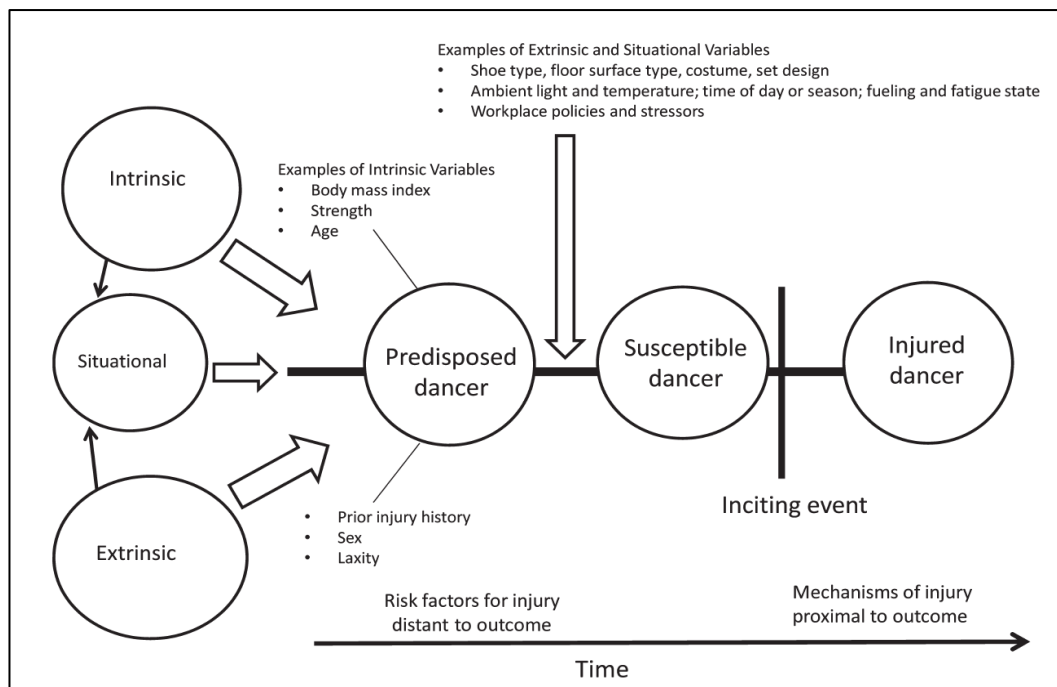 Examples of Extrinsic and Situational Variables
• Shoe type, floor surface type, costume, set design
• Ambient light and temperature; time of day or season; fueling and fatigue state
• Workplace policies and stressors
Intrinsic
Examples of Intrinsic Variables
• Body mass index
• Strength
• Age
Situational
Predisposed
dancer
Susceptible
dancer
Injured
dancer
Inciting event
Extrinsic
• Prior injury history
• Sex
• Laxity
Risk factors for injury
distant to outcome
Mechanisms of injury
proximal to outcome
Time